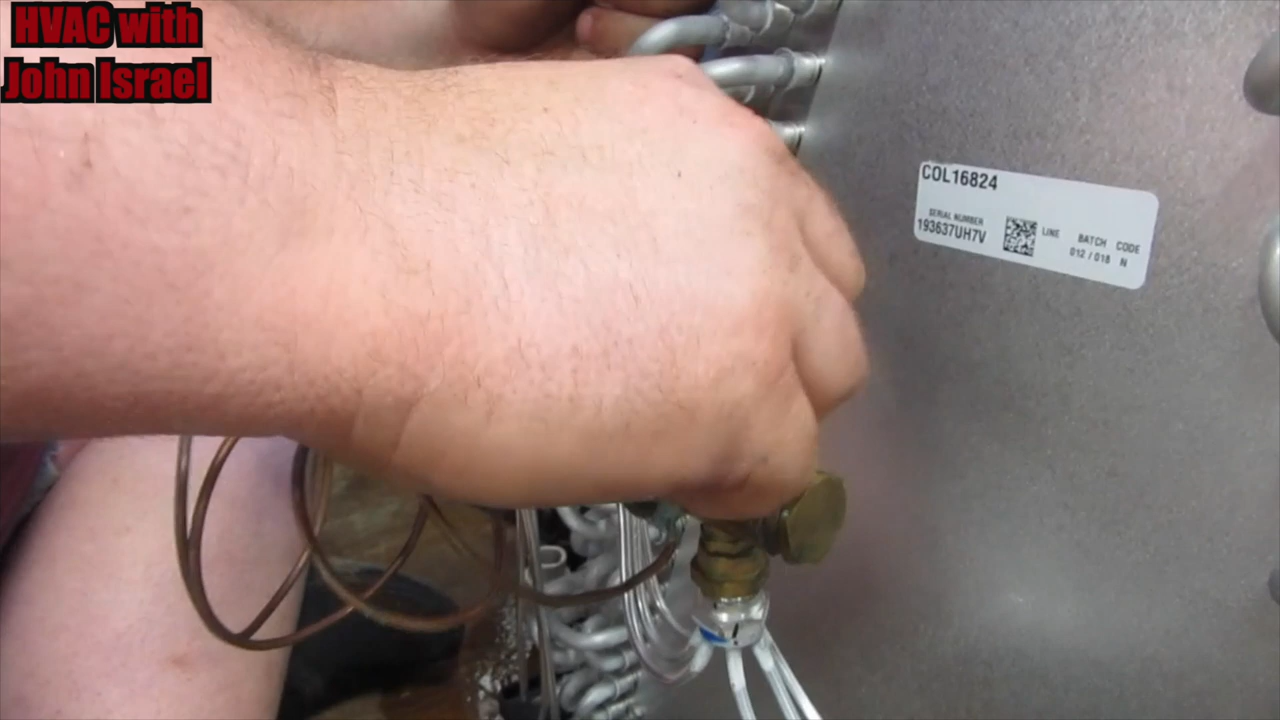 HVAC with
John Israel
COL16824
SERIAL NUMBER
193637UH7V
LINE
BATCH CODE
012 / 018 N